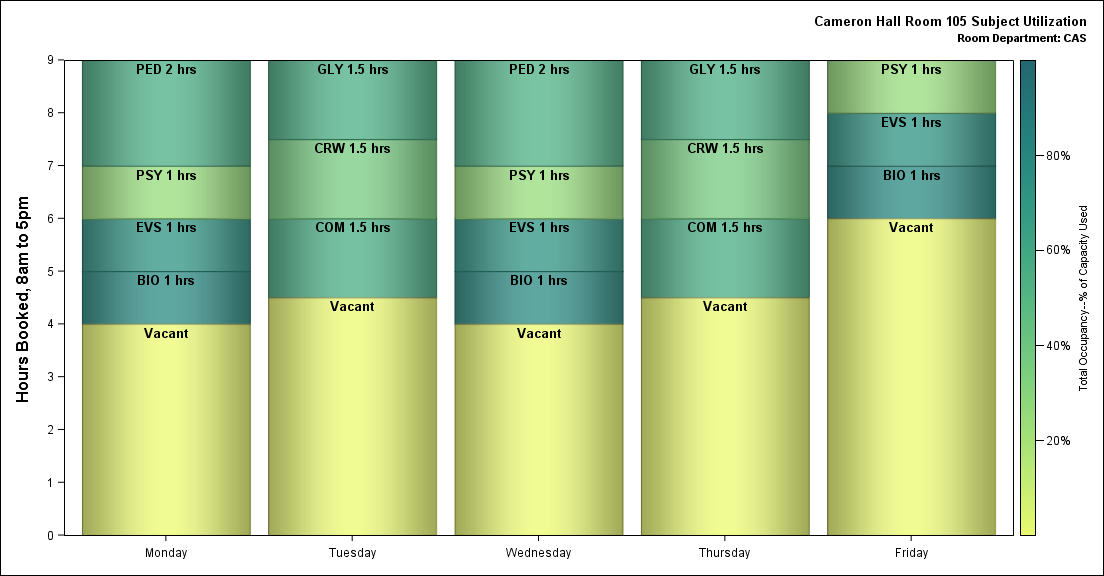 Cameron Hall Room 105 Subject Utilization
Room Department: CAS
Hours Booked, 8am to 5pm
9
8
7
6
5
4
3
2
1
0
PED 2 hrs
PSY 1 hrs
EVS 1 hrs
BIO 1 hrs
Vacant
GLY 1.5 hrs
CRW 1.5 hrs
COM 1.5 hrs
Vacant
PED 2 hrs
PSY 1 hrs
EVS 1 hrs
BIO 1 hrs
Vacant
GLY 1.5 hrs
CRW 1.5 hrs
COM 1.5 hrs
Vacant
PSY 1 hrs
EVS 1 hrs
BIO 1 hrs
Vacant
Monday
Tuesday
Wednesday
Thursday
Friday
80%
60%
40%
20%
Total Occupancy--% of Capacity Used